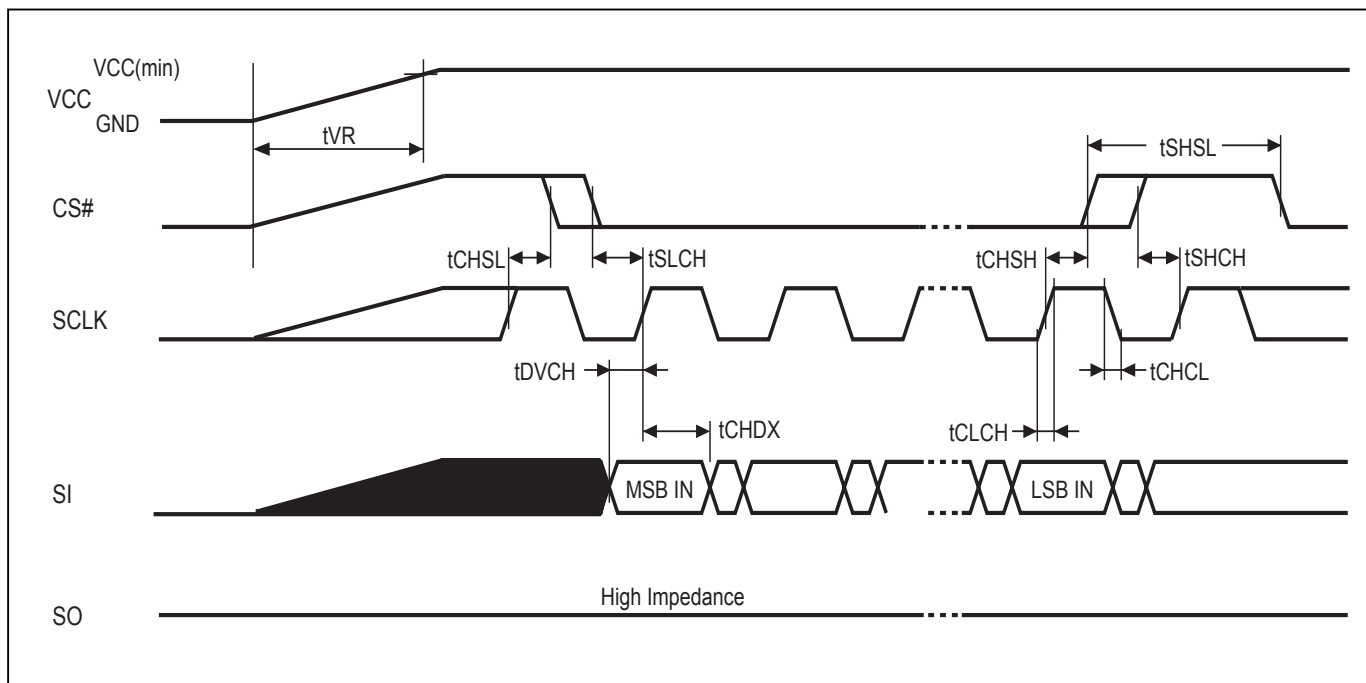 VCC(min)
VCC
GND
tVR
tSHSL
CS#
tCHSL
tSLCH
tCHSH
tSHCH
SCLK
tDVCH
tCHCL
tCHDX
tCLCH
SI
MSB IN
LSB IN
High Impedance
SO